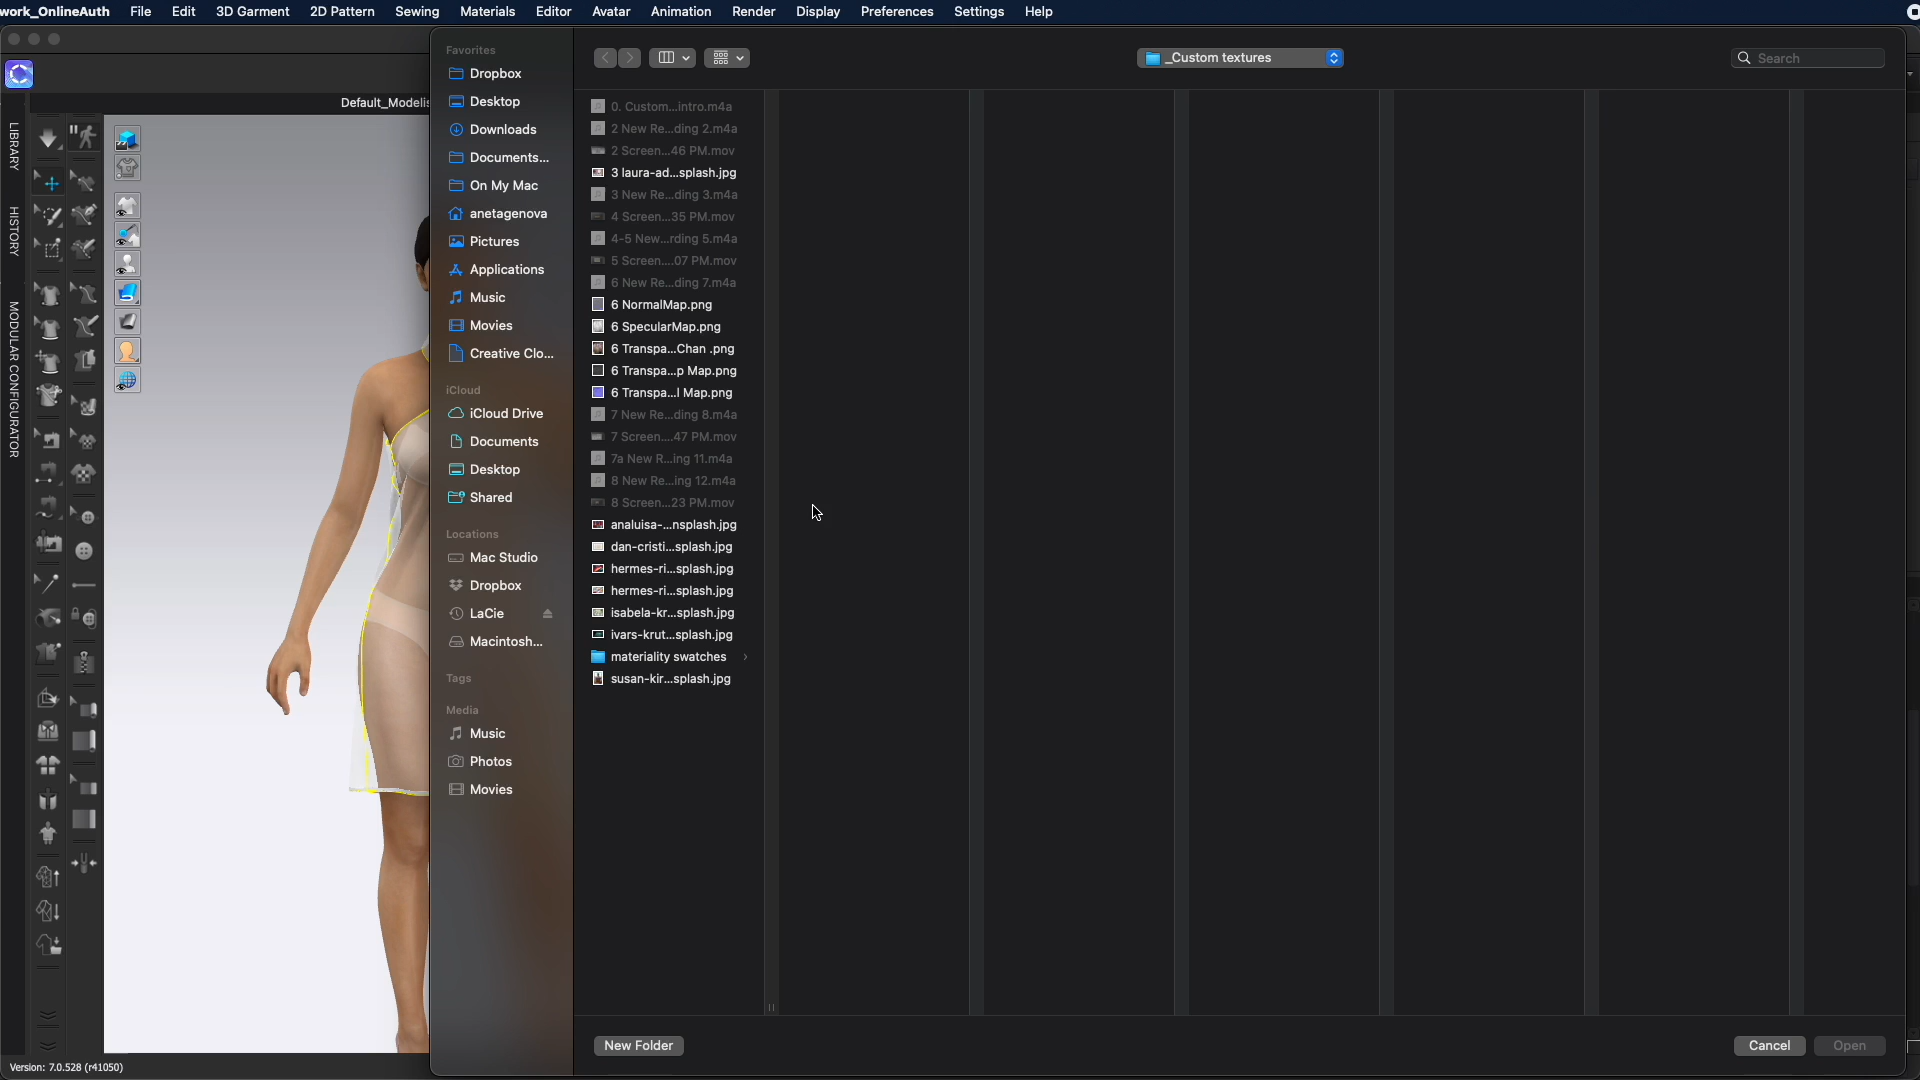 work_OnlineAuth File Edit 3D Garment 2D Pattern Sewing Materials Editor Avatar Animation Render Display Preferences Settings Help
Default_Modelis
LIBRARY
HISTORY
MODULAR CONFIGURATOR
Favorites
Dropbox
Desktop
Downloads
Documents...
On My Mac
anetagenova
Pictures
Applications
Music
Movies
Creative Clo...
iCloud
iCloud Drive
Documents
Desktop
Shared
Locations
Mac Studio
Dropbox
LaCie
Macintosh...
Tags
Media
Music
Photos
Movies
_Custom textures
Search
0. Custom...intro.m4a
2 New Re...ding 2.m4a
2 Screen...46 PM.mov
3 laura-ad...splash.jpg
3 New Re...ding 3.m4a
4 Screen...35 PM.mov
4-5 New...rding 5.m4a
5 Screen....07 PM.mov
6 New Re...ding 7.m4a
6 NormalMap.png
6 SpecularMap.png
6 Transpa...Chan .png
6 Transpa...p Map.png
6 Transpa...l Map.png
7 New Re...ding 8.m4a
7 Screen....47 PM.mov
7a New R...ing 11.m4a
8 New Re...ing 12.m4a
8 Screen...23 PM.mov
analuisa-...nsplash.jpg
dan-cristi...splash.jpg
hermes-ri...splash.jpg
hermes-ri...splash.jpg
isabela-kr...splash.jpg
ivars-krut...splash.jpg
materiality swatches
susan-kir...splash.jpg
New Folder
Cancel
Open
Version: 7.0.528 (r41050)